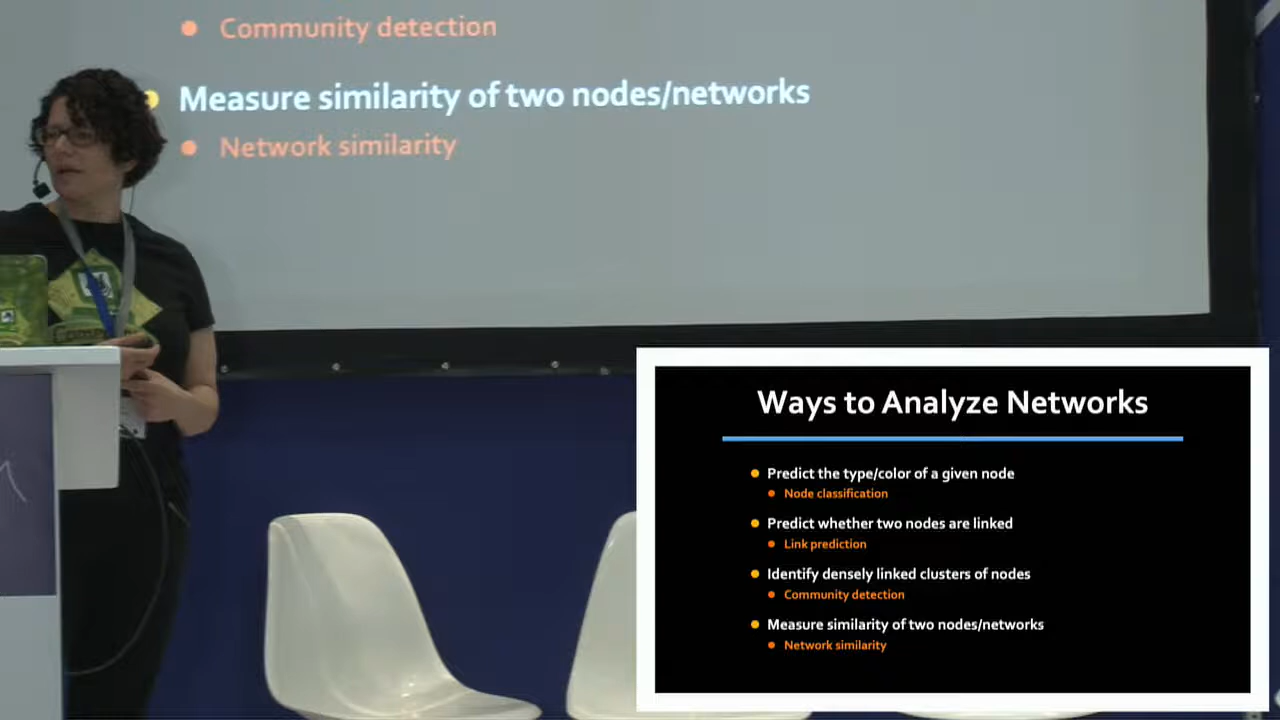 Community detection
Measure similarity of two nodes/networks
Network similarity
Ways to Analyze Networks
Predict the type/color of a given node
Node classification
Predict whether two nodes are linked
Link prediction
Identify densely linked clusters of nodes
Community detection
Measure similarity of two nodes/networks
Network similarity